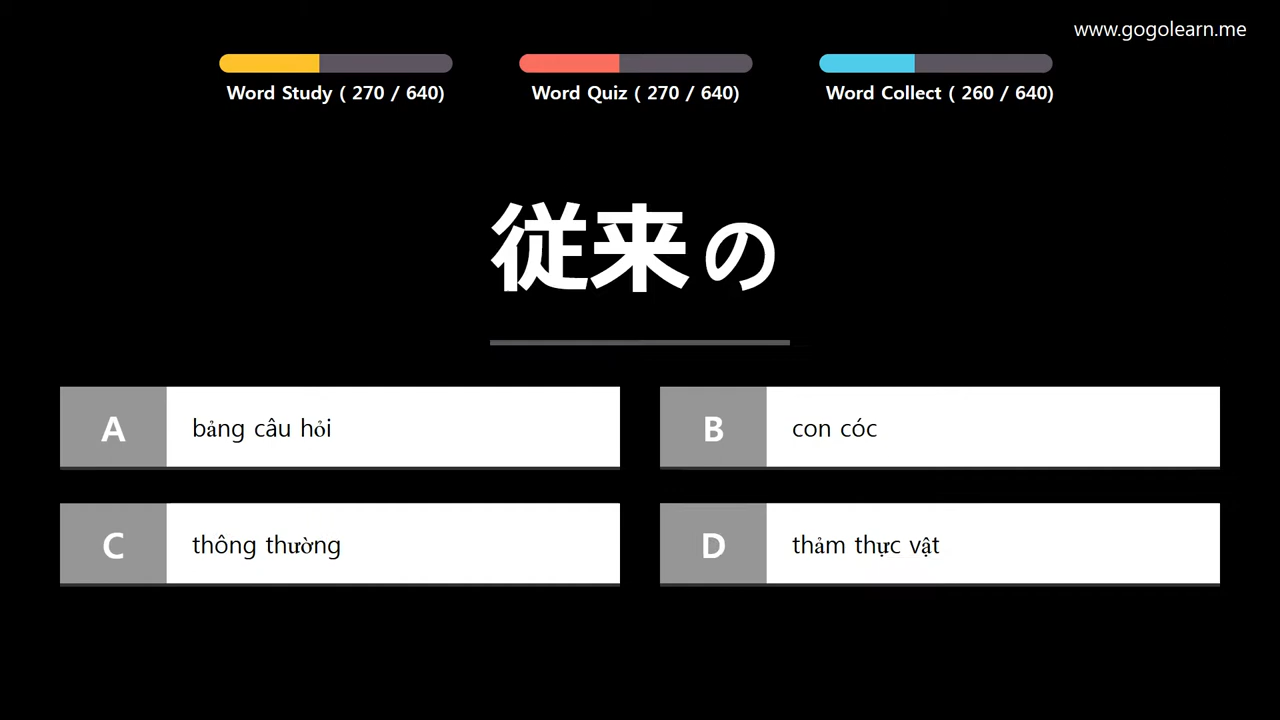 www.gogolearn.me
Word Study ( 270 / 640)
Word Quiz ( 270 / 640)
Word Collect ( 260 / 640)
従来の
A bảng câu hỏi
B con cóc
C thông thường
D thảm thực vật